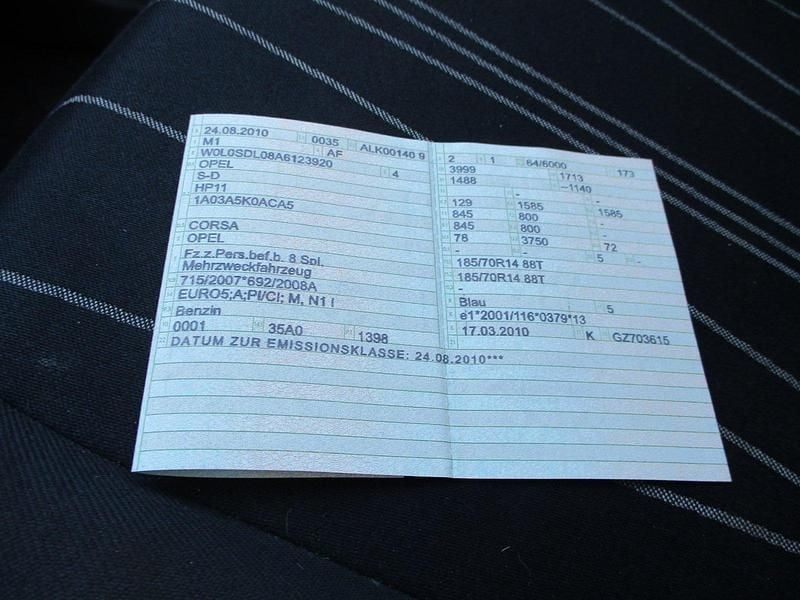 24.08.2010 0035 ALK00140 9
M1 AF
W0L0SDL08A6123920 4
OPEL
S-D
HP11
1A03A5K0ACA5
CORSA
OPEL
Fz.z.Pers.bef.b. 8 Spl.
Mehrzweckfahrzeug
715/2007*692/2008A
EURO5;A;PI/CI; M, N1 I
Benzin
0001 35A0 1398
DATUM ZUR EMISSIONSKLASSE: 24.08.2010***
2 1 64/6000 173
3999 1713
1488 --1140
- -
129 1585 -
845 800 1585
845 800 -
78 3750 72
- 5 -
185/70R14 88T
185/70R14 88T
-
Blau 5
e1*2001/116*0379*13
17.03.2010 K GZ703615